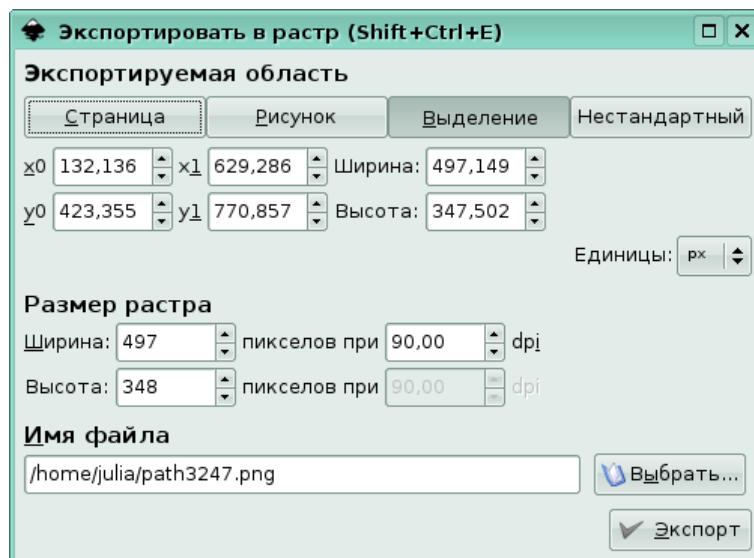 Экспортировать в растр (Shift+Ctrl+E)
Экспортируемая область
Страница Рисунок Выделение Нестандартный
x0 132,136 x1 629,286 Ширина: 497,149
y0 423,355 y1 770,857 Высота: 347,502
Единицы: px
Размер растра
Ширина: 497 пикселов при 90,00 dpi
Высота: 348 пикселов при 90,00 dpi
Имя файла
/home/julia/path3247.png Выбрать...
Экспорт